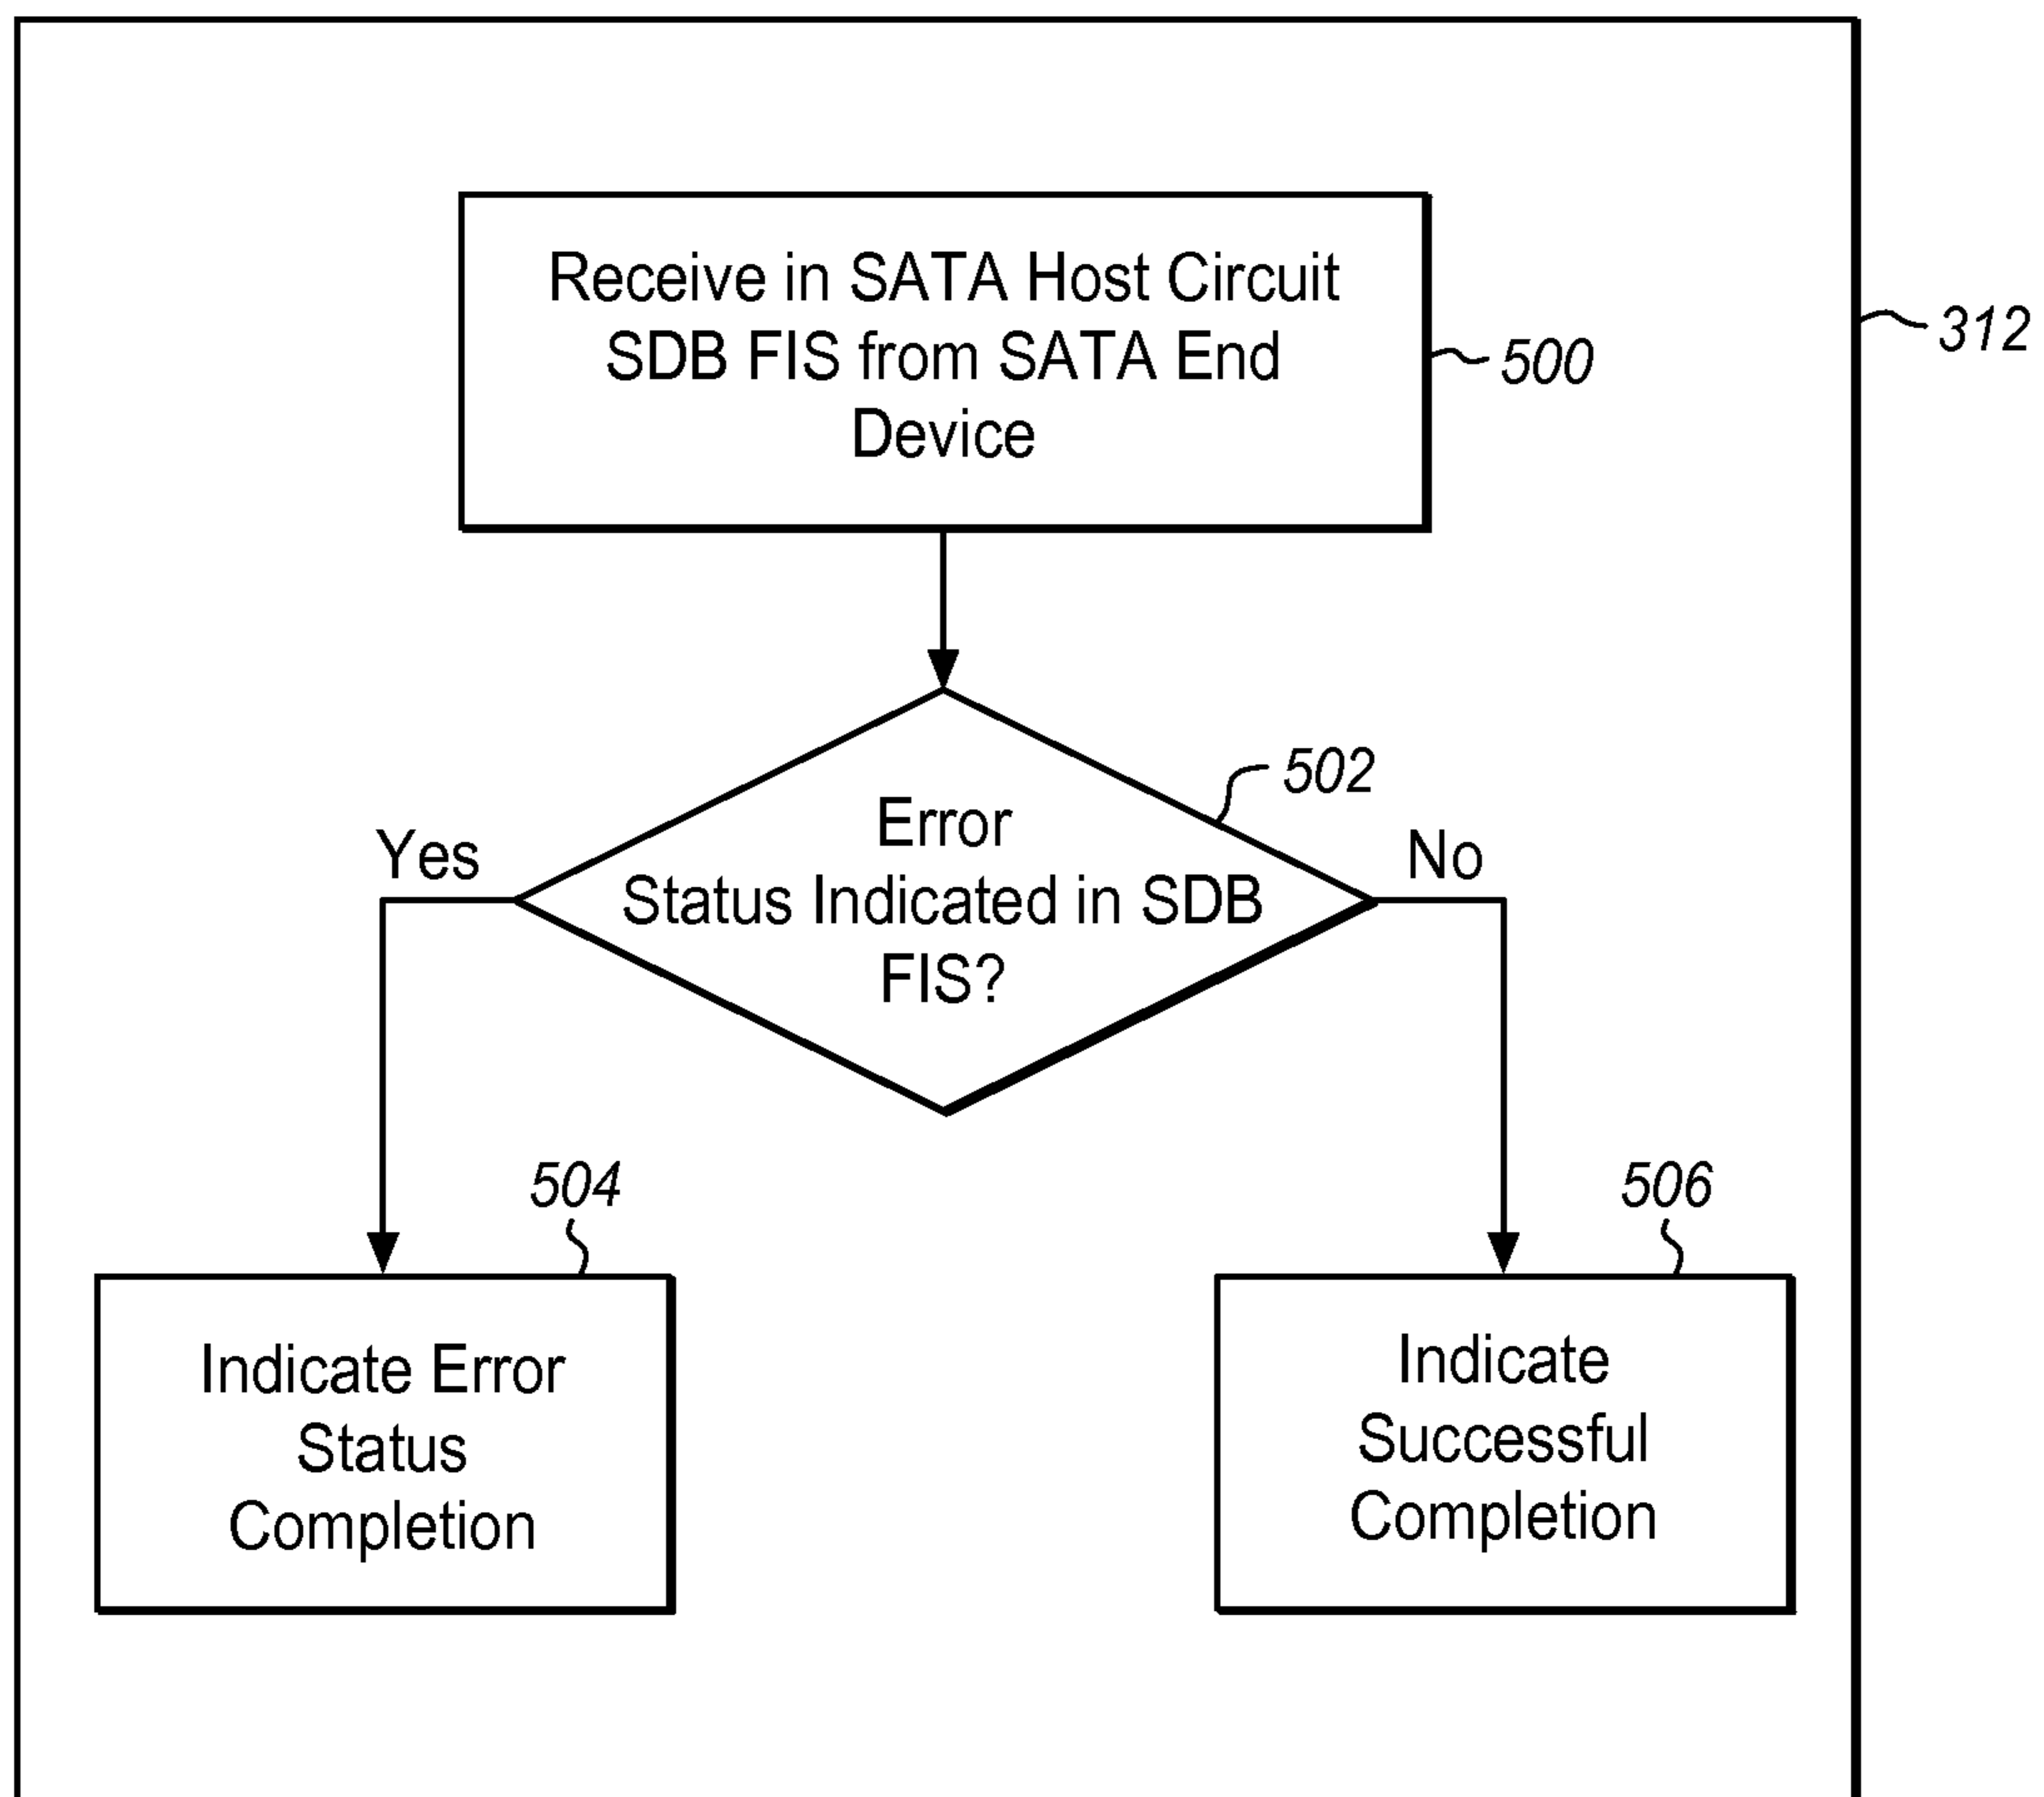 Receive in SATA Host Circuit
SDB FIS from SATA End
Device
500
312
502
Error
Status Indicated in SDB
FIS?
Yes
No
504
506
Indicate Error
Status
Completion
Indicate
Successful
Completion